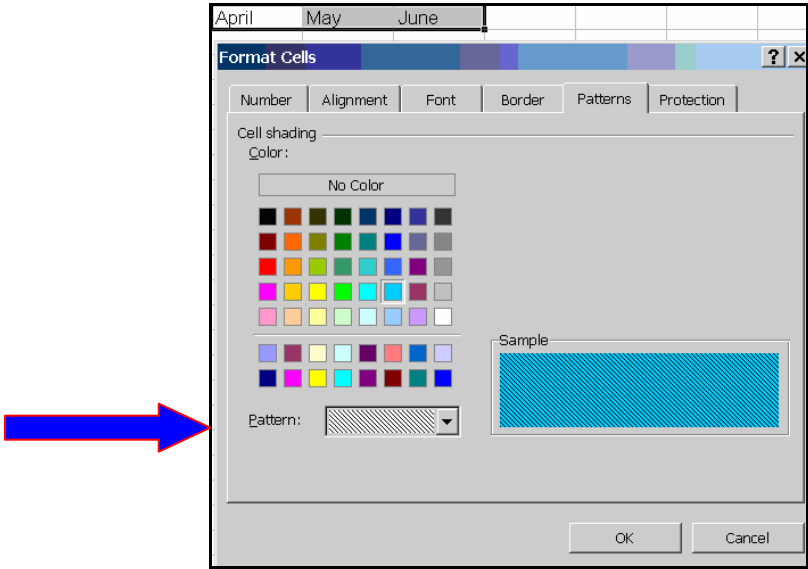 April May June
Format Cells ? ×
Number Alignment Font Border Patterns Protection
Cell shading
Color:
No Color
Sample
Pattern:
OK Cancel